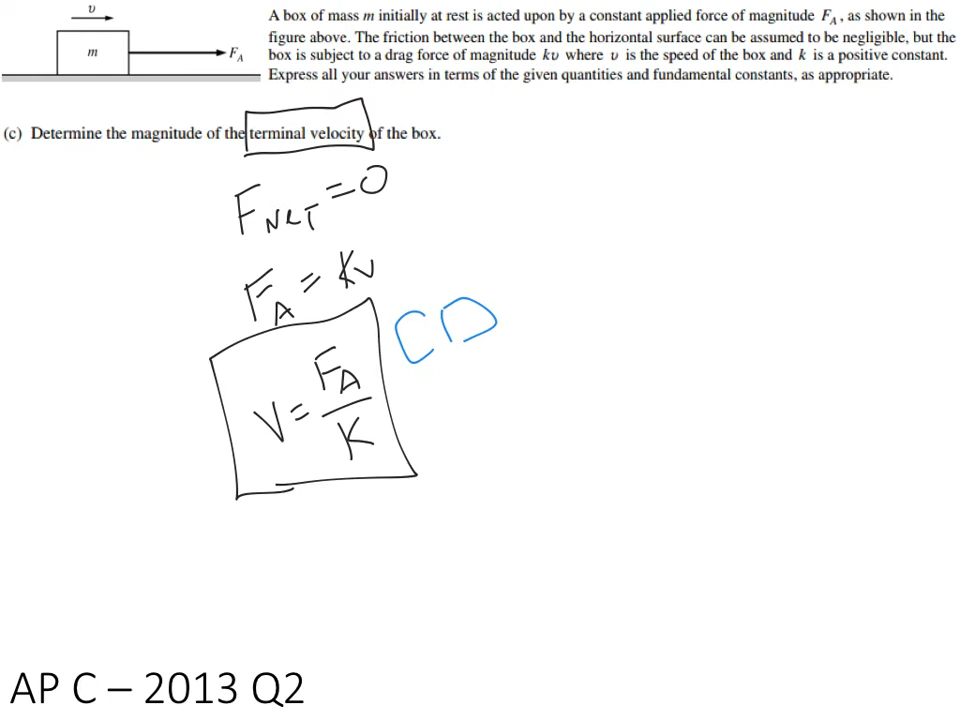 υ
m
F_A
A box of mass m initially at rest is acted upon by a constant applied force of magnitude F_A, as shown in the
figure above. The friction between the box and the horizontal surface can be assumed to be negligible, but the
box is subject to a drag force of magnitude kυ where υ is the speed of the box and k is a positive constant.
Express all your answers in terms of the given quantities and fundamental constants, as appropriate.
(c) Determine the magnitude of the terminal velocity of the box.
F_NET = 0
F_A = Kv
V = F_A / K
AP C – 2013 Q2